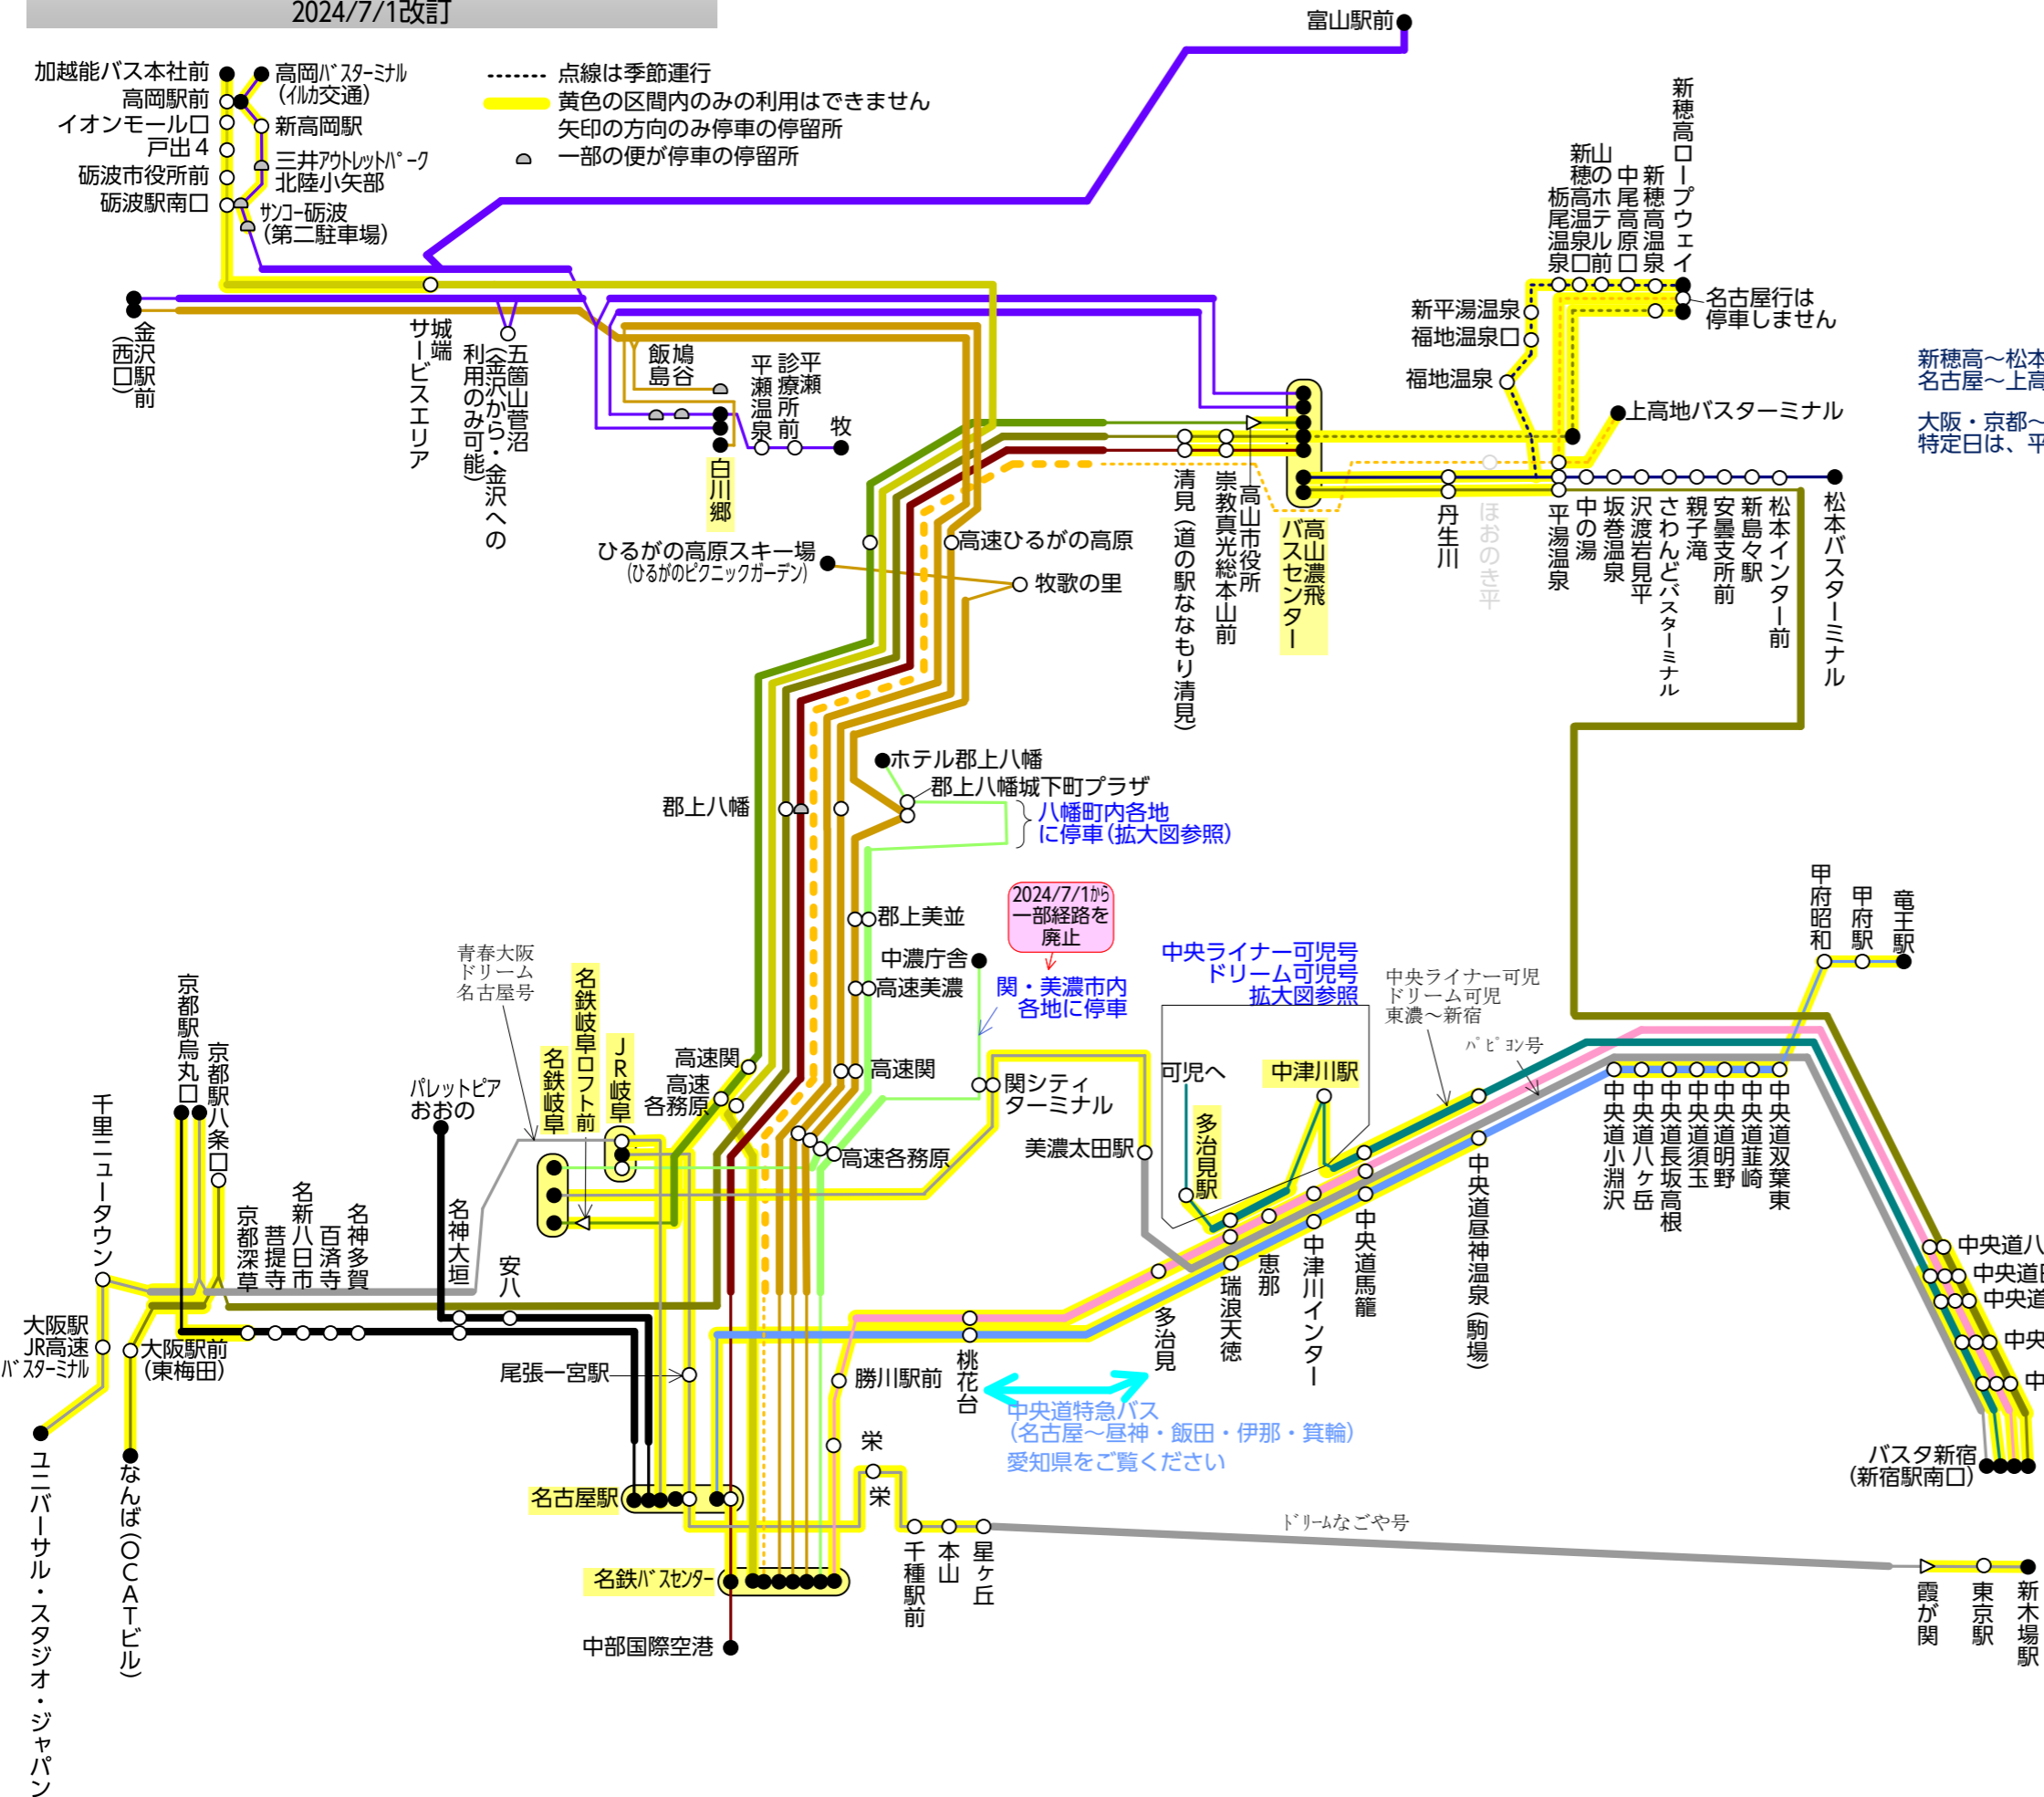 2024/7/1改訂
富山駅前
加越能バス本社前
高岡駅前
イオンモール口
戸出４
砺波市役所前
砺波駅南口
高岡バスターミナル
(イルカ交通)
新高岡駅
三井アウトレットパーク
北陸小矢部
サンコー砺波
(第二駐車場)
点線は季節運行
黄色の区間内のみの利用はできません
矢印の方向のみ停車の停留所
一部の便が停車の停留所
金沢駅前
(西口)
城端
サービスエリア
五箇山菅沼
(金沢から・金沢への
利用のみ可能)
鳩谷
飯島
白川郷
平瀬温泉
平瀬
診療所前
牧
栃尾温泉
新穂高温泉口
山のホテル前
中尾高原口
新穂高温泉
新穂高ロープウェイ
名古屋行は
停車しません
新平湯温泉
福地温泉口
福地温泉
上高地バスターミナル
新穂高～松本
名古屋～上高
大阪・京都～
特定日は、平
清見(道の駅ななもり清見)
崇教真光総本山前
高山市役所
高山濃飛
バスセンター
丹生川
ほおのき平
平湯温泉
中の湯
坂巻温泉
沢渡岩見平
さわんどバスターミナル
親子滝
安曇支所前
新島々駅
松本インター前
松本バスターミナル
高速ひるがの高原
ひるがの高原スキー場
(ひるがのピクニックガーデン)
牧歌の里
ホテル郡上八幡
郡上八幡城下町プラザ
郡上八幡
八幡町内各地
に停車(拡大図参照)
2024/7/1から
一部経路を
廃止
郡上美並
中濃庁舎
高速美濃
関・美濃市内
各地に停車
中央ライナー可児号
ドリーム可児号
拡大図参照
中央ライナー可児
ドリーム可児
東濃～新宿
パピヨン号
甲府昭和
甲府駅
竜王駅
青春大阪
ドリーム
名古屋号
名鉄岐阜
名鉄岐阜ロフト前
ＪＲ岐阜
高速関
高速
各務原
高速関
関シティ
ターミナル
美濃太田駅
高速各務原
可児へ
多治見駅
中津川駅
京都駅烏丸口
京都駅八条口
パレットピア
おおの
千里ニュータウン
京都深草
菩提寺
名新八日市
百済寺
名神多賀
名神大垣
安八
大阪駅
JR高速
バスターミナル
大阪駅前
(東梅田)
ユニバーサル・スタジオ・ジャパン
なんば(ＯＣＡＴビル)
尾張一宮駅
勝川駅前
桃花台
多治見
瑞浪天徳
恵那
中津川インター
中央道馬籠
中央道昼神温泉(駒場)
中央道小淵沢
中央道八ヶ岳
中央道長坂高根
中央道須玉
中央道明野
中央道韮崎
中央道双葉東
中央道八
中央道日
中央道
中央
中
中央道特急バス
(名古屋～昼神・飯田・伊那・箕輪)
愛知県をご覧ください
栄
栄
名古屋駅
名鉄バスセンター
千種駅前
本山
星ヶ丘
中部国際空港
ドリームなごや号
バスタ新宿
(新宿駅南口)
霞が関
東京駅
新木場駅